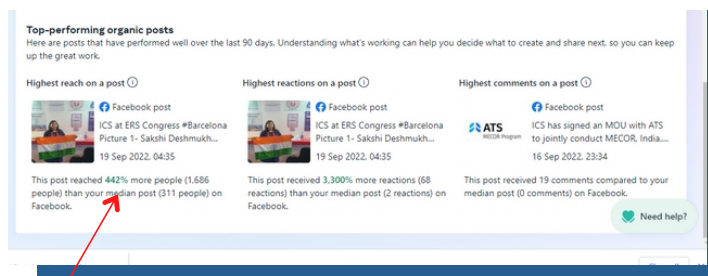 Top-performing organic posts
Here are posts that have performed well over the last 90 days. Understanding what's working can help you decide what to create and share next. so you can keep
up the great work.
Highest reach on a post
Facebook post
ICS at ERS Congress #Barcelona
Picture 1- Sakshi Deshmukh...
19 Sep 2022, 04:35
This post reached 442% more people (1,686
people) than your median post (311 people) on
Facebook.
Highest reactions on a post
Facebook post
ICS at ERS Congress #Barcelona
Picture 1- Sakshi Deshmukh...
19 Sep 2022, 04:35
This post received 3,300% more reactions (68
reactions) than your median post (2 reactions) on
Facebook.
Highest comments on a post
ATS
MECOR Program
Facebook post
ICS has signed an MOU with ATS
to jointly conduct MECOR, India....
16 Sep 2022, 23:34
This post received 19 comments compared to your
median post (0 comments) on Facebook.
Need help?